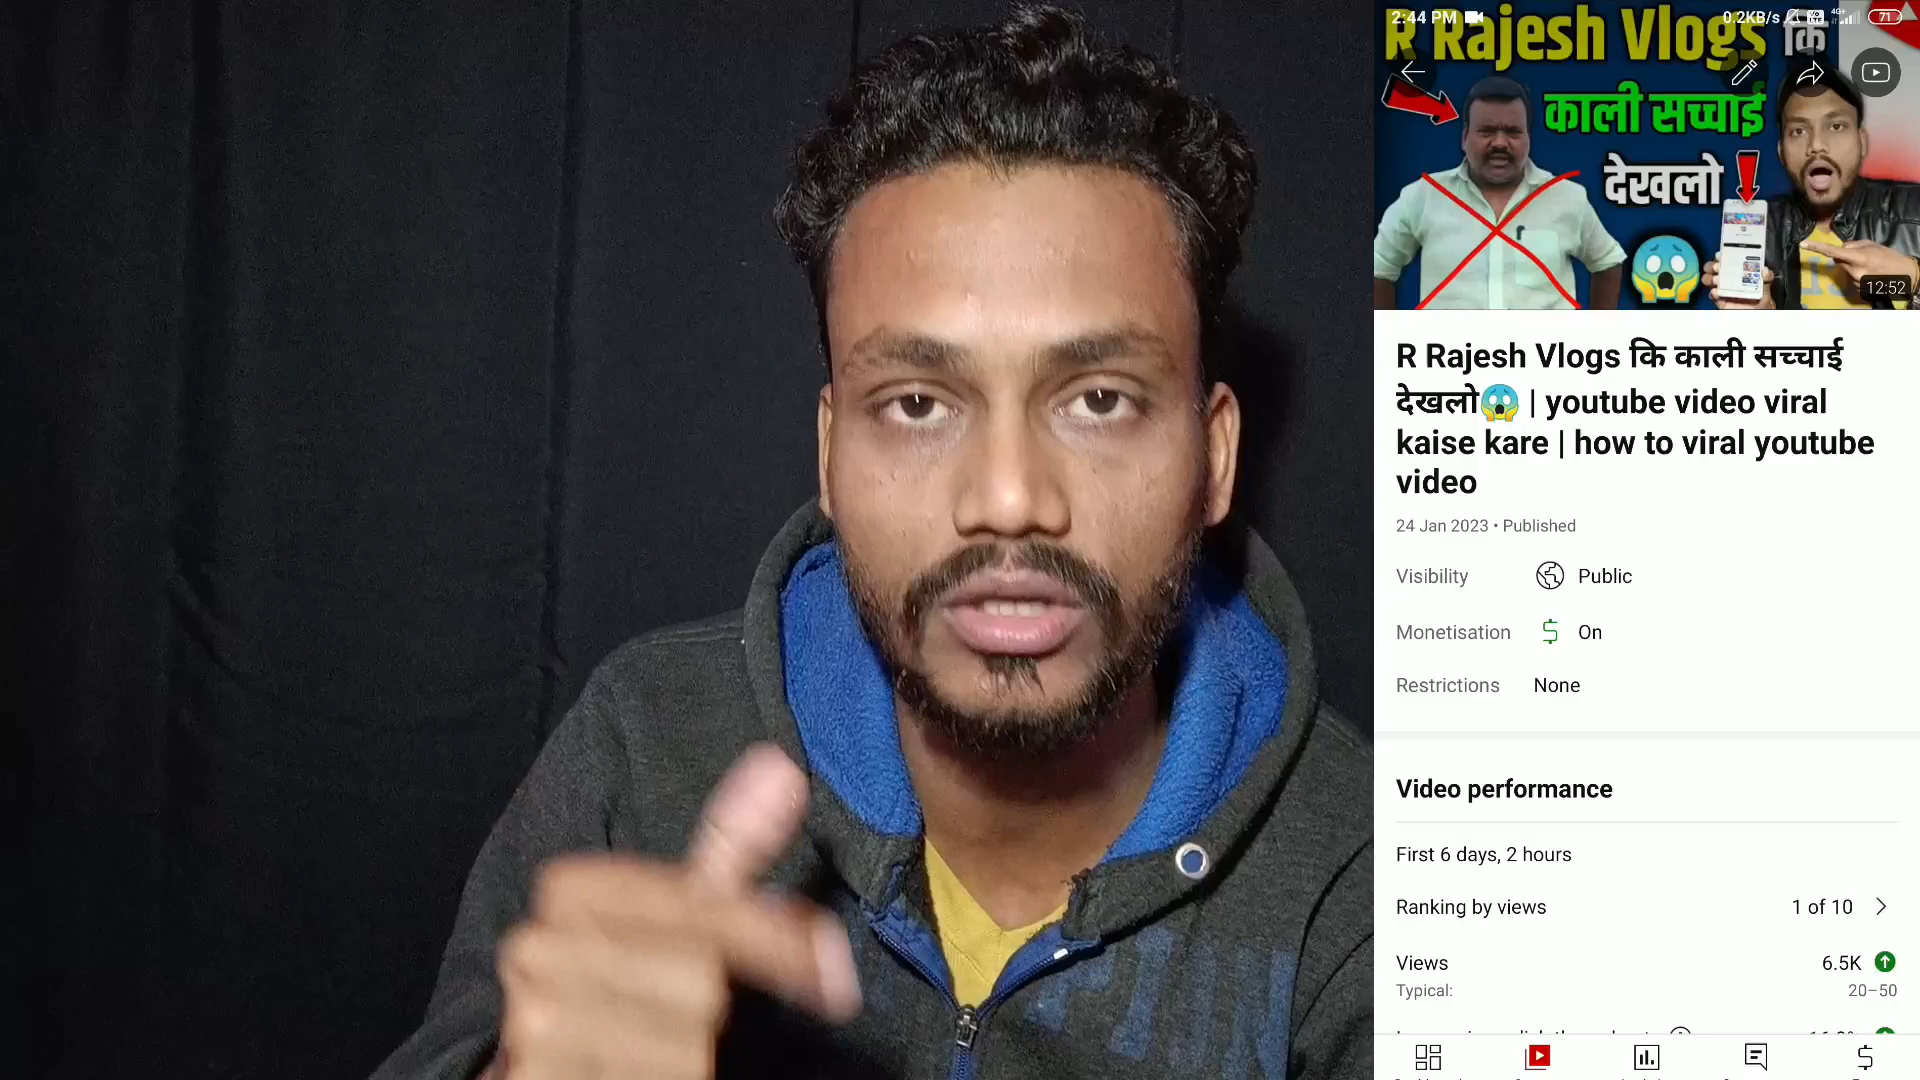 2:44 PM
0.2KB/s
4G+
71
R Rajesh Vlogs कि
काली सच्चाई
देखलो
12:52
R Rajesh Vlogs कि काली सच्चाई
देखलो😱 | youtube video viral
kaise kare | how to viral youtube
video
24 Jan 2023 • Published
Visibility
Public
Monetisation
On
Restrictions
None
Video performance
First 6 days, 2 hours
Ranking by views
1 of 10
Views
6.5K
Typical:
20–50